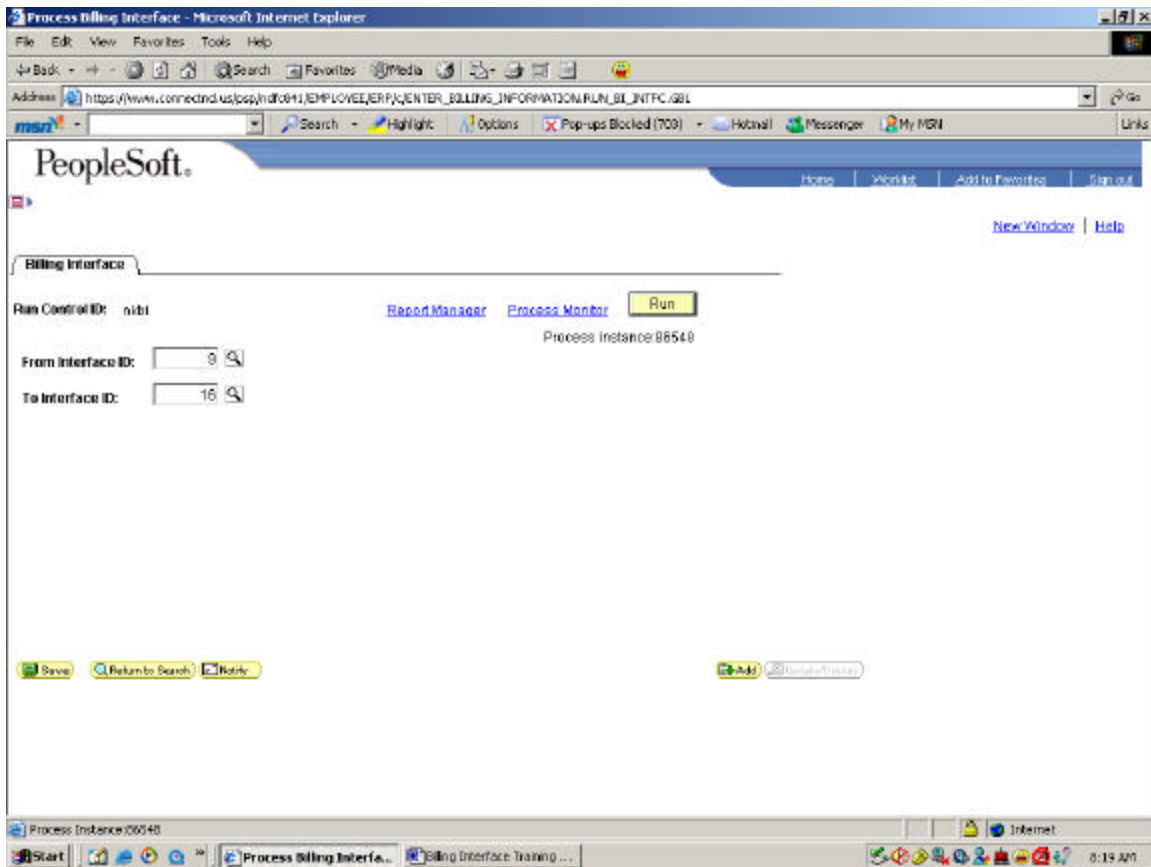 Process Billing Interface - Microsoft Internet Explorer
File Edit View Favorites Tools Help
Back Search Favorites Media
Address https://www.connectnd.us/psp/ndfc841/EMPLOYEE/ERP/c/ENTER_BILLING_INFORMATION.RUN_BI_INTFC.GBL Go
msn Search Highlight Options Pop-ups Blocked (703) Hotmail Messenger My MSN Links
PeopleSoft.
Home Worklist Add to Favorites Sign out
New Window Help
Billing Interface
Run Control ID: Report Manager Process Monitor Run
Process Instance:86548
From Interface ID: 9
To Interface ID: 16
Save Return to Search Notify Add Update/Display
Process Instance:86548 Internet
Start Process Billing Interfa... Billing Interface Training ... 8:19 AM